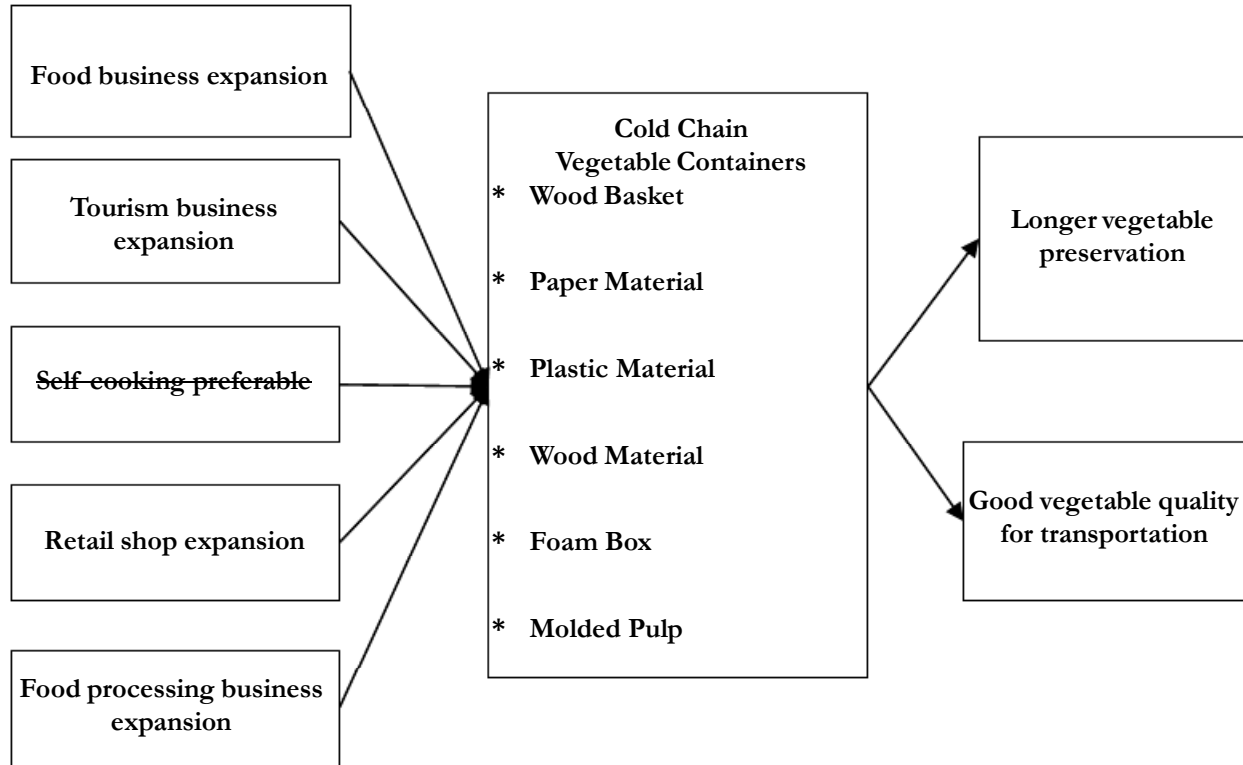 Food business expansion
Tourism business
expansion
Self-cooking preferable
Retail shop expansion
Food processing business
expansion
Cold Chain
Vegetable Containers
* Wood Basket
* Paper Material
* Plastic Material
* Wood Material
* Foam Box
* Molded Pulp
Longer vegetable
preservation
Good vegetable quality
for transportation